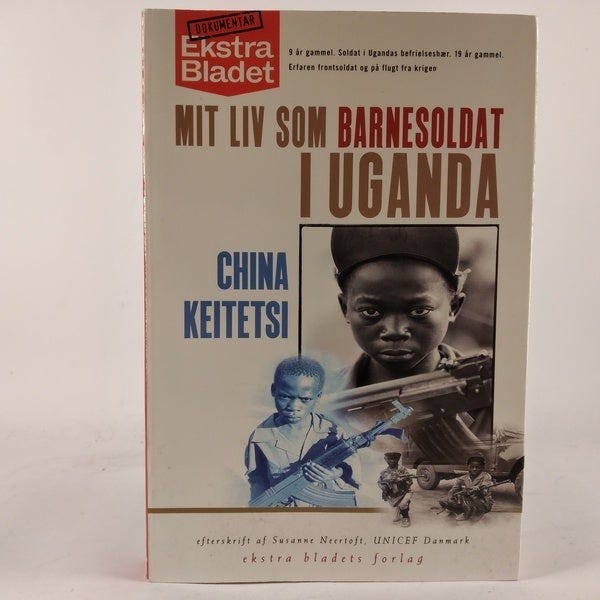 DOKUMENTAR
Ekstra
Bladet
9 år gammel. Soldat i Ugandas befrielseshær. 19 år gammel.
Erfaren frontsoldat og på flugt fra krigen
MIT LIV SOM BARNESOLDAT
I UGANDA
CHINA
KEITETSI
efterskrift af Susanne Neertoft, UNICEF Danmark
ekstra bladets forlag